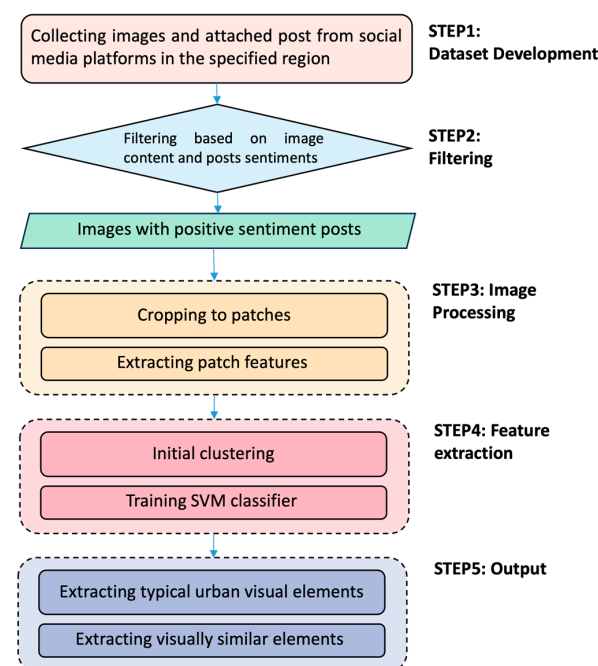 Collecting images and attached post from social
media platforms in the specified region
STEP1:
Dataset Development
Filtering based on image
content and posts sentiments
STEP2:
Filtering
Images with positive sentiment posts
STEP3: Image
Processing
Cropping to patches
Extracting patch features
STEP4: Feature
extraction
Initial clustering
Training SVM classifier
STEP5: Output
Extracting typical urban visual elements
Extracting visually similar elements